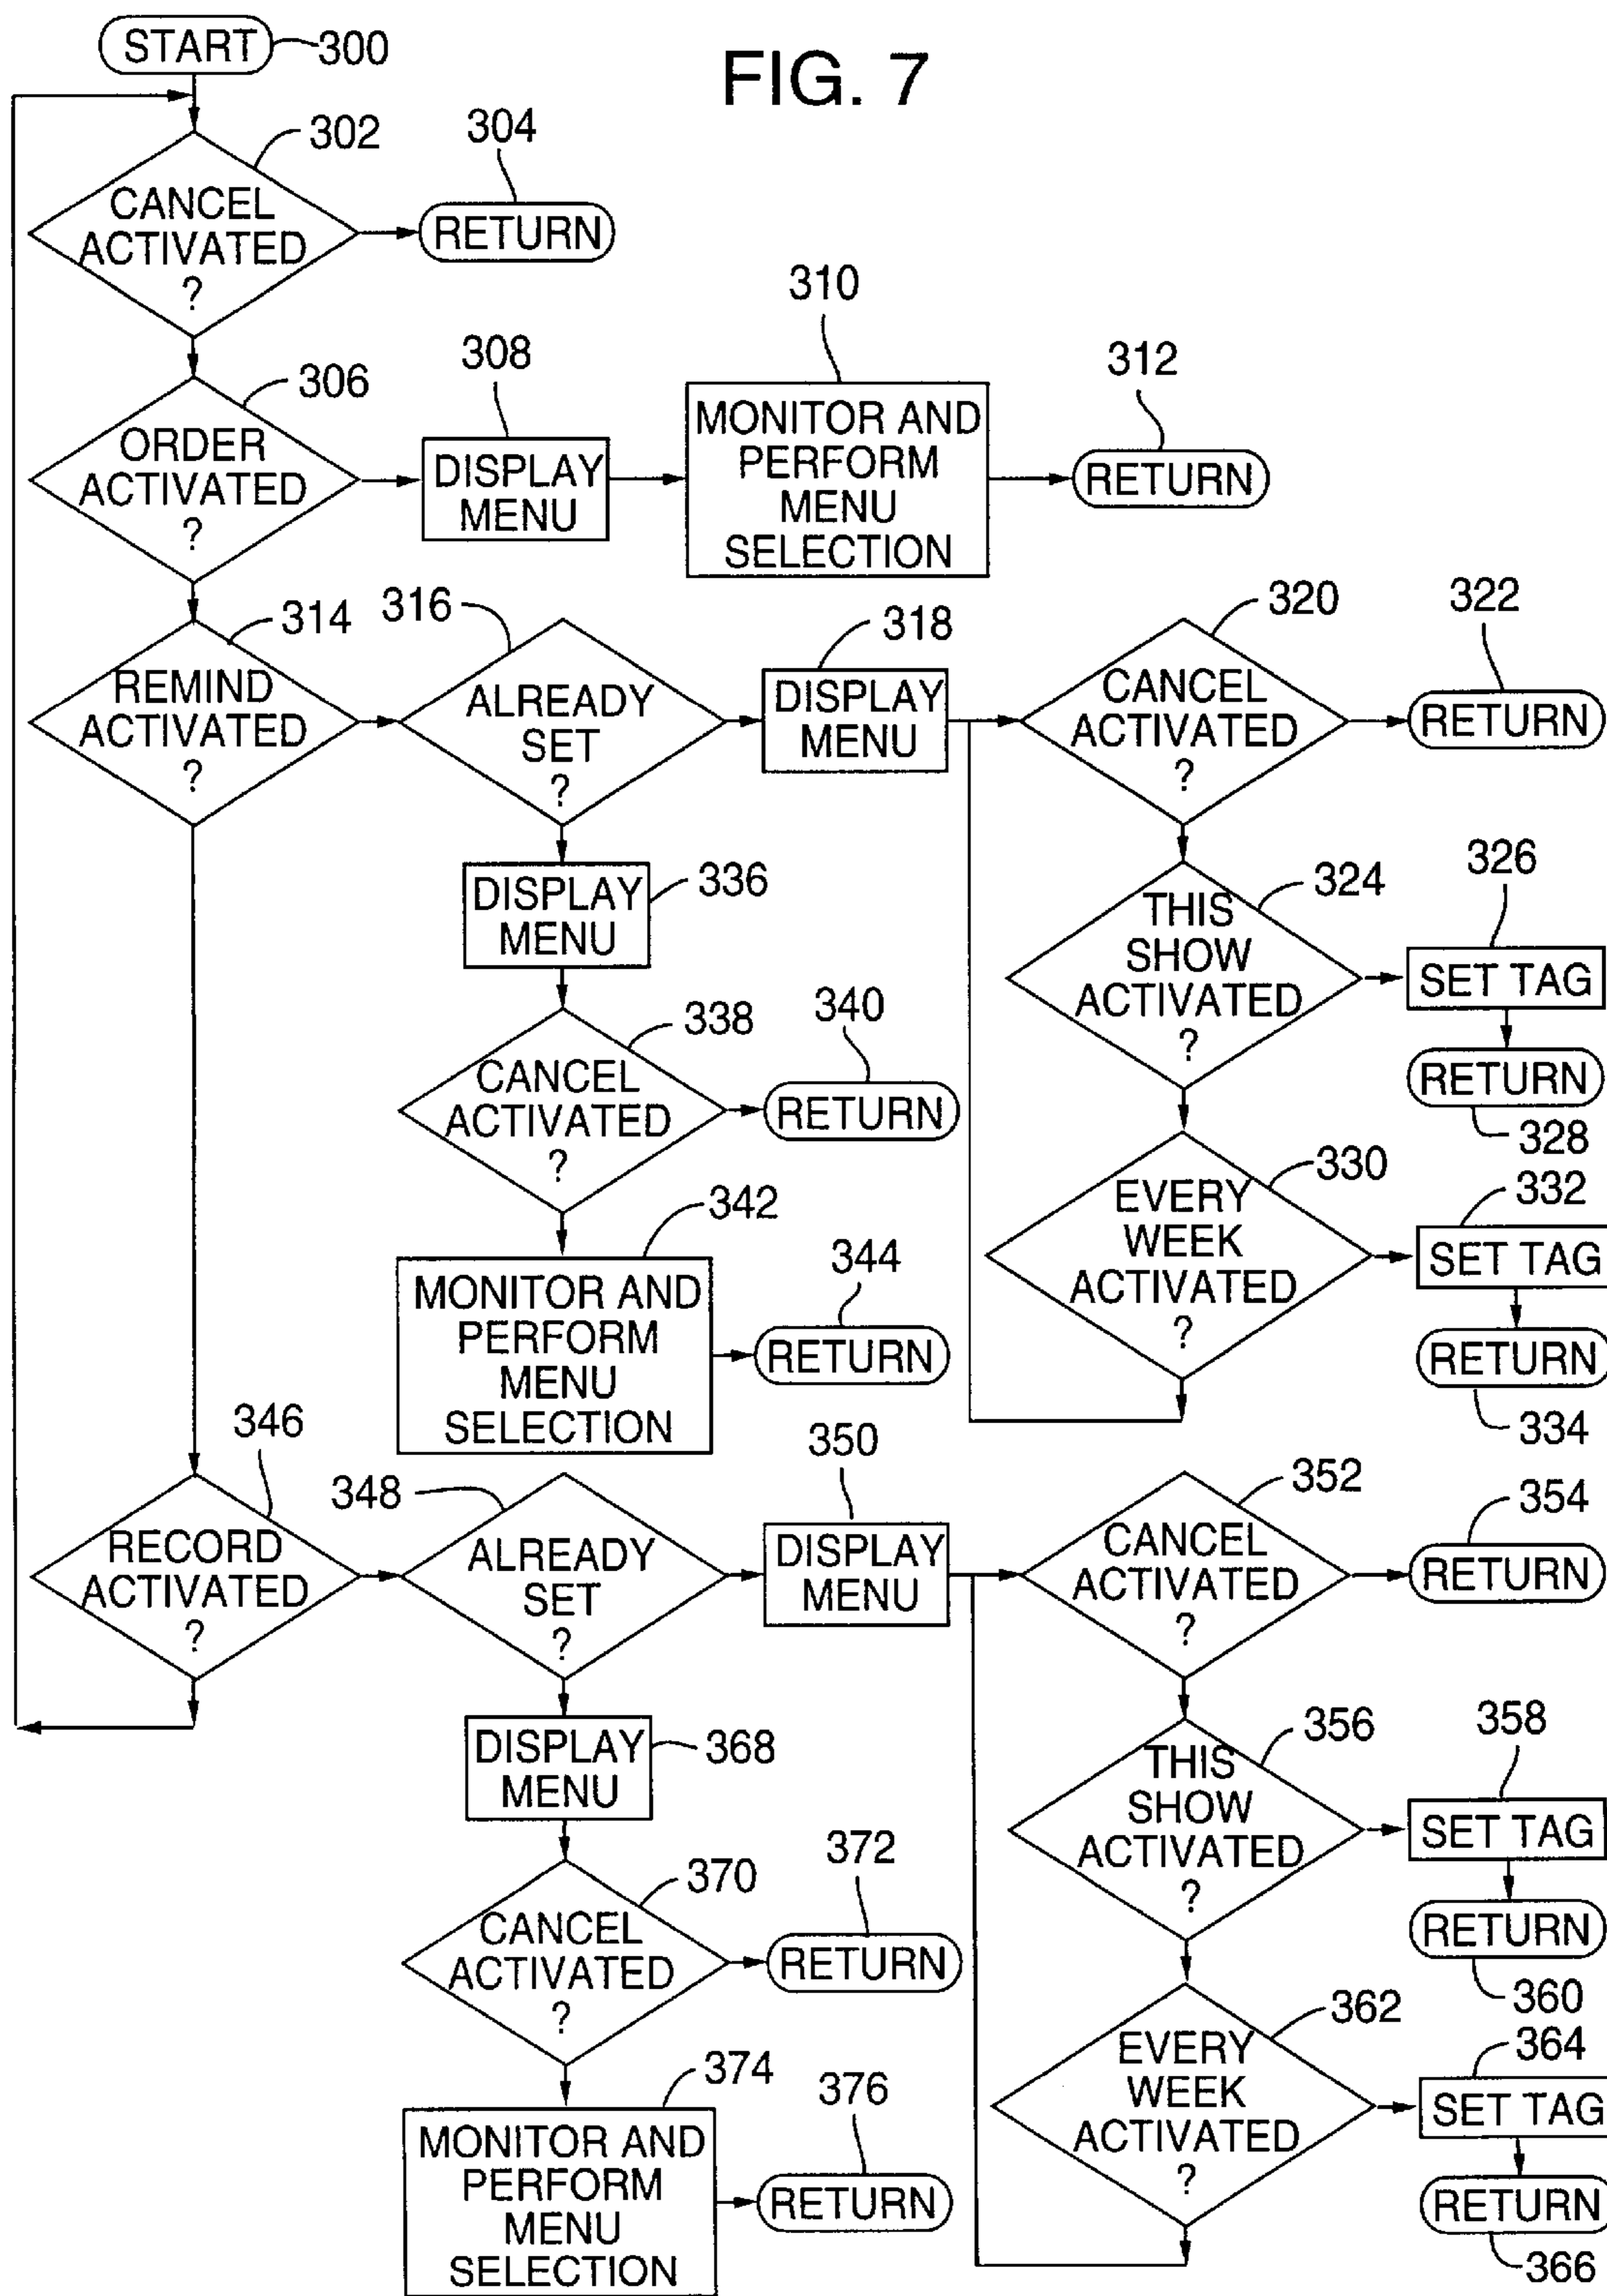 START
300
FIG. 7
302
304
CANCEL
ACTIVATED
?
RETURN
310
306
308
312
ORDER
ACTIVATED
?
DISPLAY
MENU
MONITOR AND
PERFORM
MENU
SELECTION
RETURN
314
316
318
320
322
REMIND
ACTIVATED
?
ALREADY
SET
?
DISPLAY
MENU
CANCEL
ACTIVATED
?
RETURN
DISPLAY
MENU
336
324
326
THIS
SHOW
ACTIVATED
?
SET TAG
RETURN
328
338
340
CANCEL
ACTIVATED
?
RETURN
330
332
EVERY
WEEK
ACTIVATED
?
SET TAG
RETURN
334
342
344
MONITOR AND
PERFORM
MENU
SELECTION
RETURN
346
348
350
352
354
RECORD
ACTIVATED
?
ALREADY
SET
?
DISPLAY
MENU
CANCEL
ACTIVATED
?
RETURN
DISPLAY
MENU
368
356
358
THIS
SHOW
ACTIVATED
?
SET TAG
RETURN
360
370
372
CANCEL
ACTIVATED
?
RETURN
362
364
EVERY
WEEK
ACTIVATED
?
SET TAG
RETURN
366
374
376
MONITOR AND
PERFORM
MENU
SELECTION
RETURN